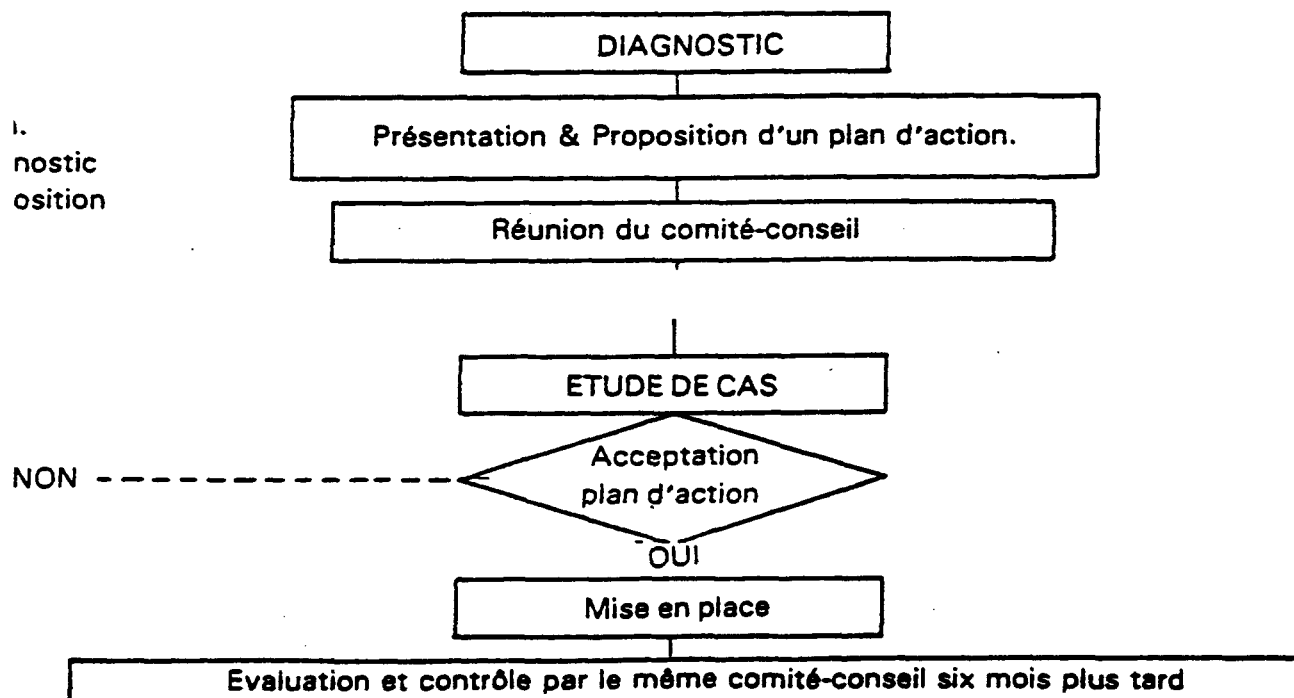 DIAGNOSTIC
Présentation & Proposition d'un plan d'action.
nostic
osition
Réunion du comité-conseil
ETUDE DE CAS
Acceptation
plan d'action
NON
OUI
Mise en place
Evaluation et contrôle par le même comité-conseil six mois plus tard